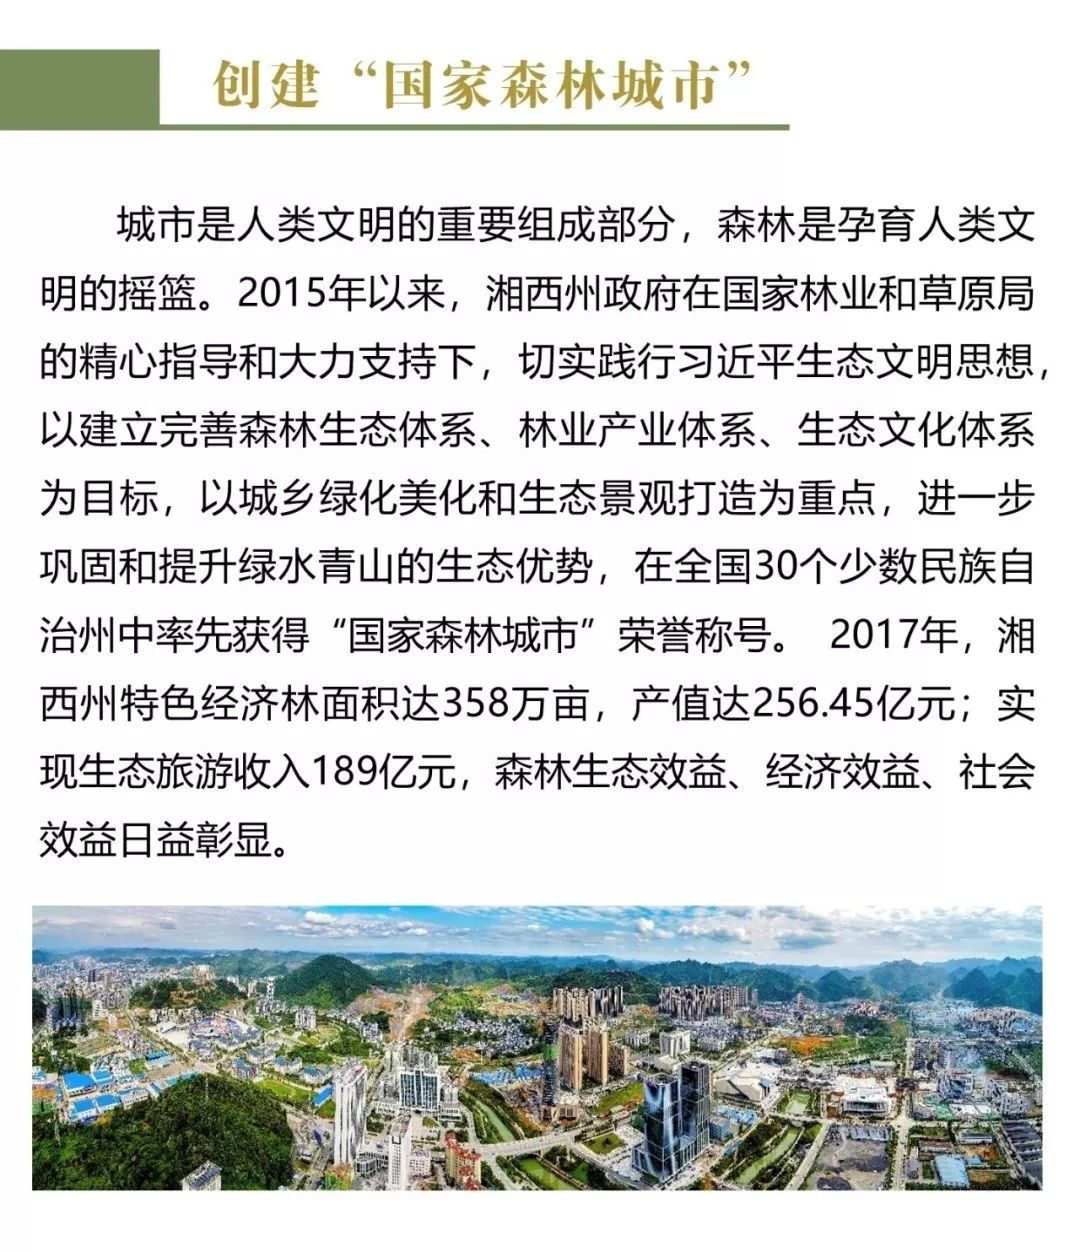 创建“国家森林城市”
城市是人类文明的重要组成部分，森林是孕育人类文
明的摇篮。2015年以来，湘西州政府在国家林业和草原局
的精心指导和大力支持下，切实践行习近平生态文明思想，
以建立完善森林生态体系、林业产业体系、生态文化体系
为目标，以城乡绿化美化和生态景观打造为重点，进一步
巩固和提升绿水青山的生态优势，在全国30个少数民族自
治州中率先获得“国家森林城市”荣誉称号。 2017年，湘
西州特色经济林面积达358万亩，产值达256.45亿元；实
现生态旅游收入189亿元，森林生态效益、经济效益、社会
效益日益彰显。